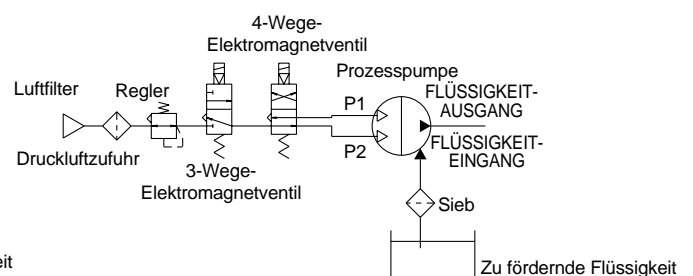 4-Wege-
Elektromagnetventil
Prozesspumpe
Luftfilter
Regler
P1
FLÜSSIGKEIT-
AUSGANG
P2
FLÜSSIGKEIT-
EINGANG
Druckluftzufuhr
3-Wege-
Elektromagnetventil
Sieb
eit
Zu fördernde Flüssigkeit